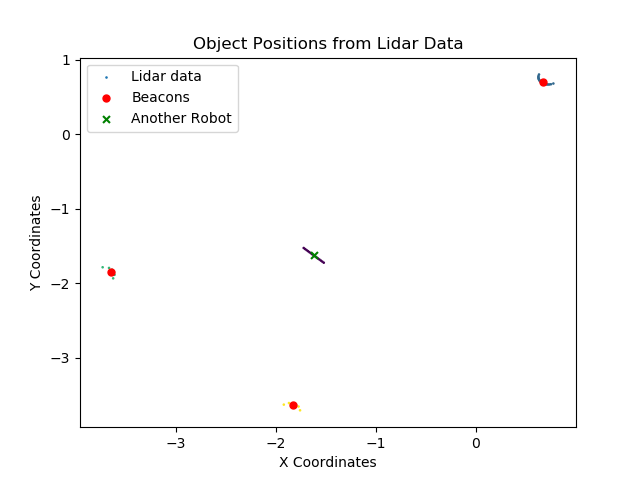 Object Positions from Lidar Data
Lidar data
Beacons
Another Robot
1
0
−1
−2
−3
Y Coordinates
−3
−2
−1
0
X Coordinates